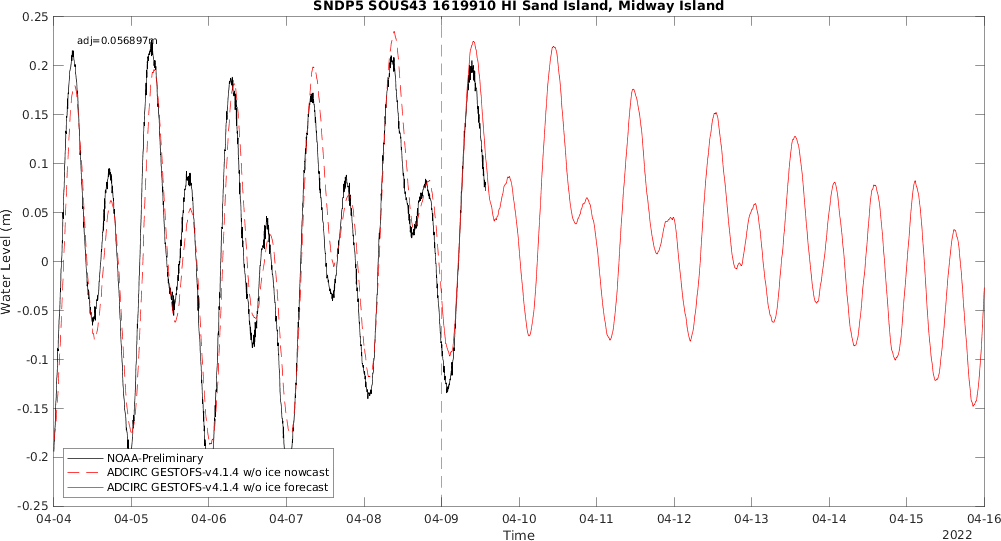 SNDP5 SOUS43 1619910 HI Sand Island, Midway Island
adj=0.056897m
0.25
0.2
0.15
0.1
0.05
0
-0.05
-0.1
-0.15
-0.2
-0.25
Water Level (m)
NOAA-Preliminary
ADCIRC GESTOFS-v4.1.4 w/o ice nowcast
ADCIRC GESTOFS-v4.1.4 w/o ice forecast
04-04 04-05 04-06 04-07 04-08 04-09 04-10 04-11 04-12 04-13 04-14 04-15 04-16
Time
2022